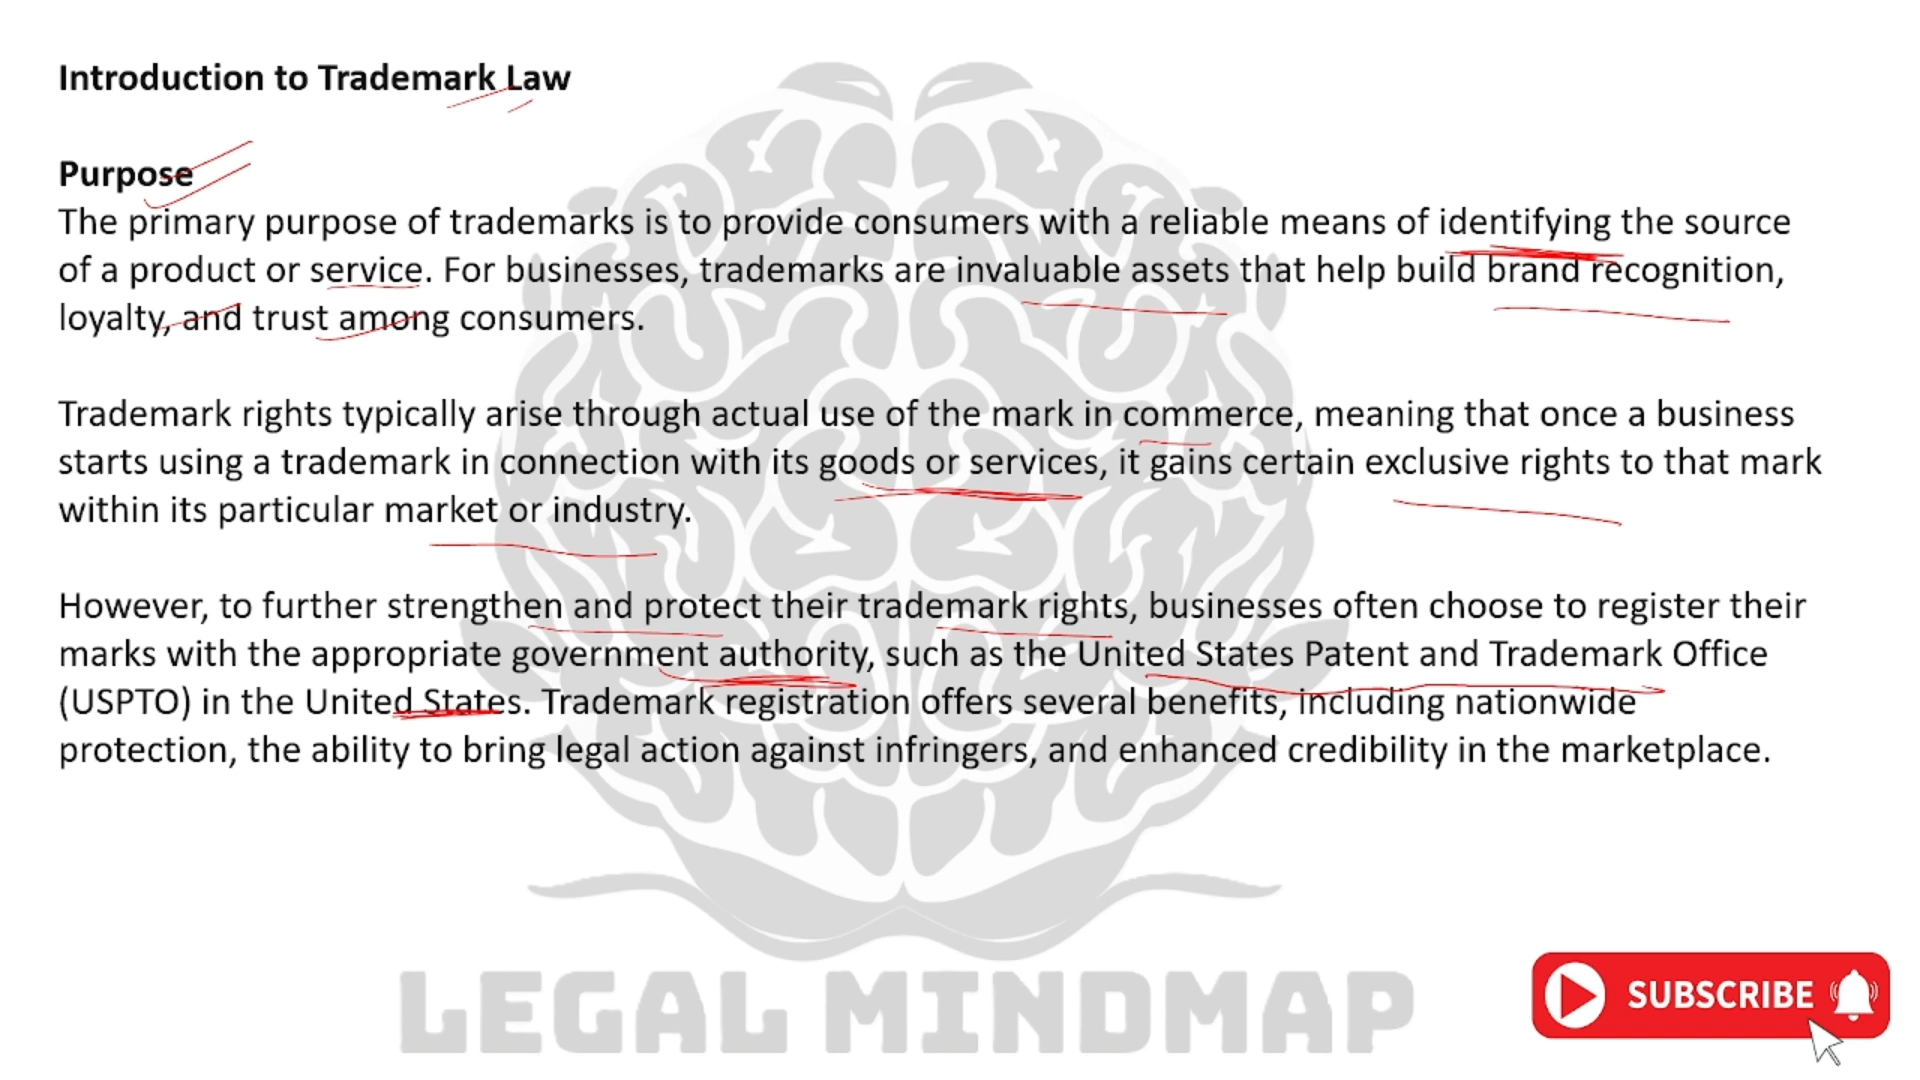 Introduction to Trademark Law
Purpose
The primary purpose of trademarks is to provide consumers with a reliable means of identifying the source
of a product or service. For businesses, trademarks are invaluable assets that help build brand recognition,
loyalty, and trust among consumers.
Trademark rights typically arise through actual use of the mark in commerce, meaning that once a business
starts using a trademark in connection with its goods or services, it gains certain exclusive rights to that mark
within its particular market or industry.
However, to further strengthen and protect their trademark rights, businesses often choose to register their
marks with the appropriate government authority, such as the United States Patent and Trademark Office
(USPTO) in the United States. Trademark registration offers several benefits, including nationwide
protection, the ability to bring legal action against infringers, and enhanced credibility in the marketplace.
LEGAL MINDMAP
SUBSCRIBE